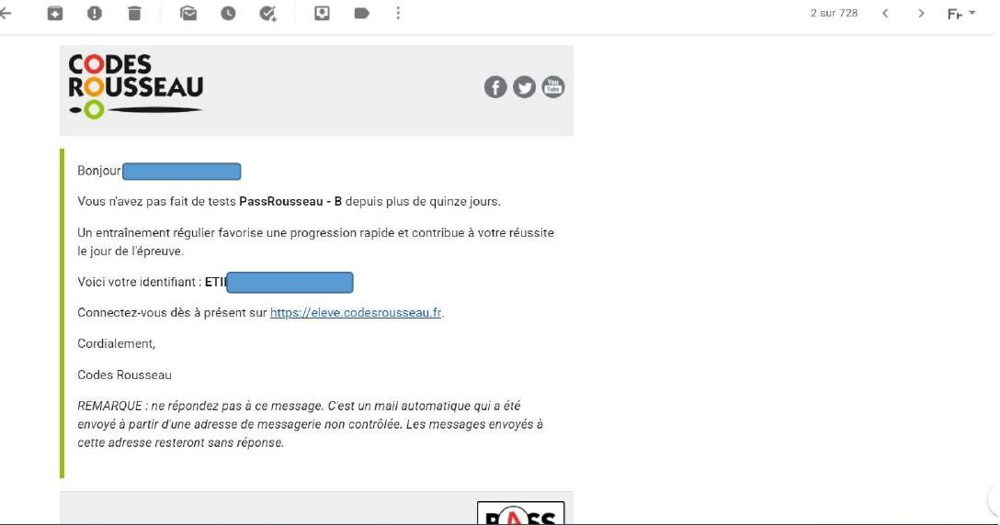 2 sur 728
CODES
ROUSSEAU
You
Tube
Bonjour
Vous n'avez pas fait de tests PassRousseau - B depuis plus de quinze jours.
Un entraînement régulier favorise une progression rapide et contribue à votre réussite
le jour de l'épreuve.
Voici votre identifiant : ETI
Connectez-vous dès à présent sur https://eleve.codesrousseau.fr.
Cordialement,
Codes Rousseau
REMARQUE : ne répondez pas à ce message. C'est un mail automatique qui a été
envoyé à partir d'une adresse de messagerie non contrôlée. Les messages envoyés à
cette adresse resteront sans réponse.
PASS